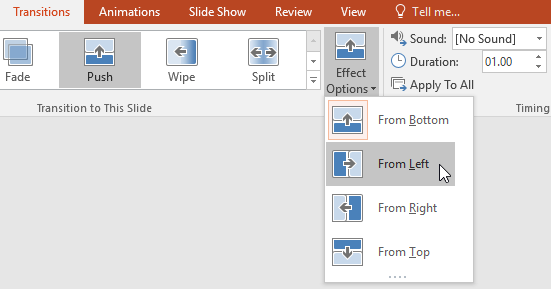 Transitions Animations Slide Show Review View Tell me...
Fade Push Wipe Split Effect Options
Sound: [No Sound]
Duration: 01.00
Apply To All
Transition to This Slide Timing
From Bottom
From Left
From Right
From Top